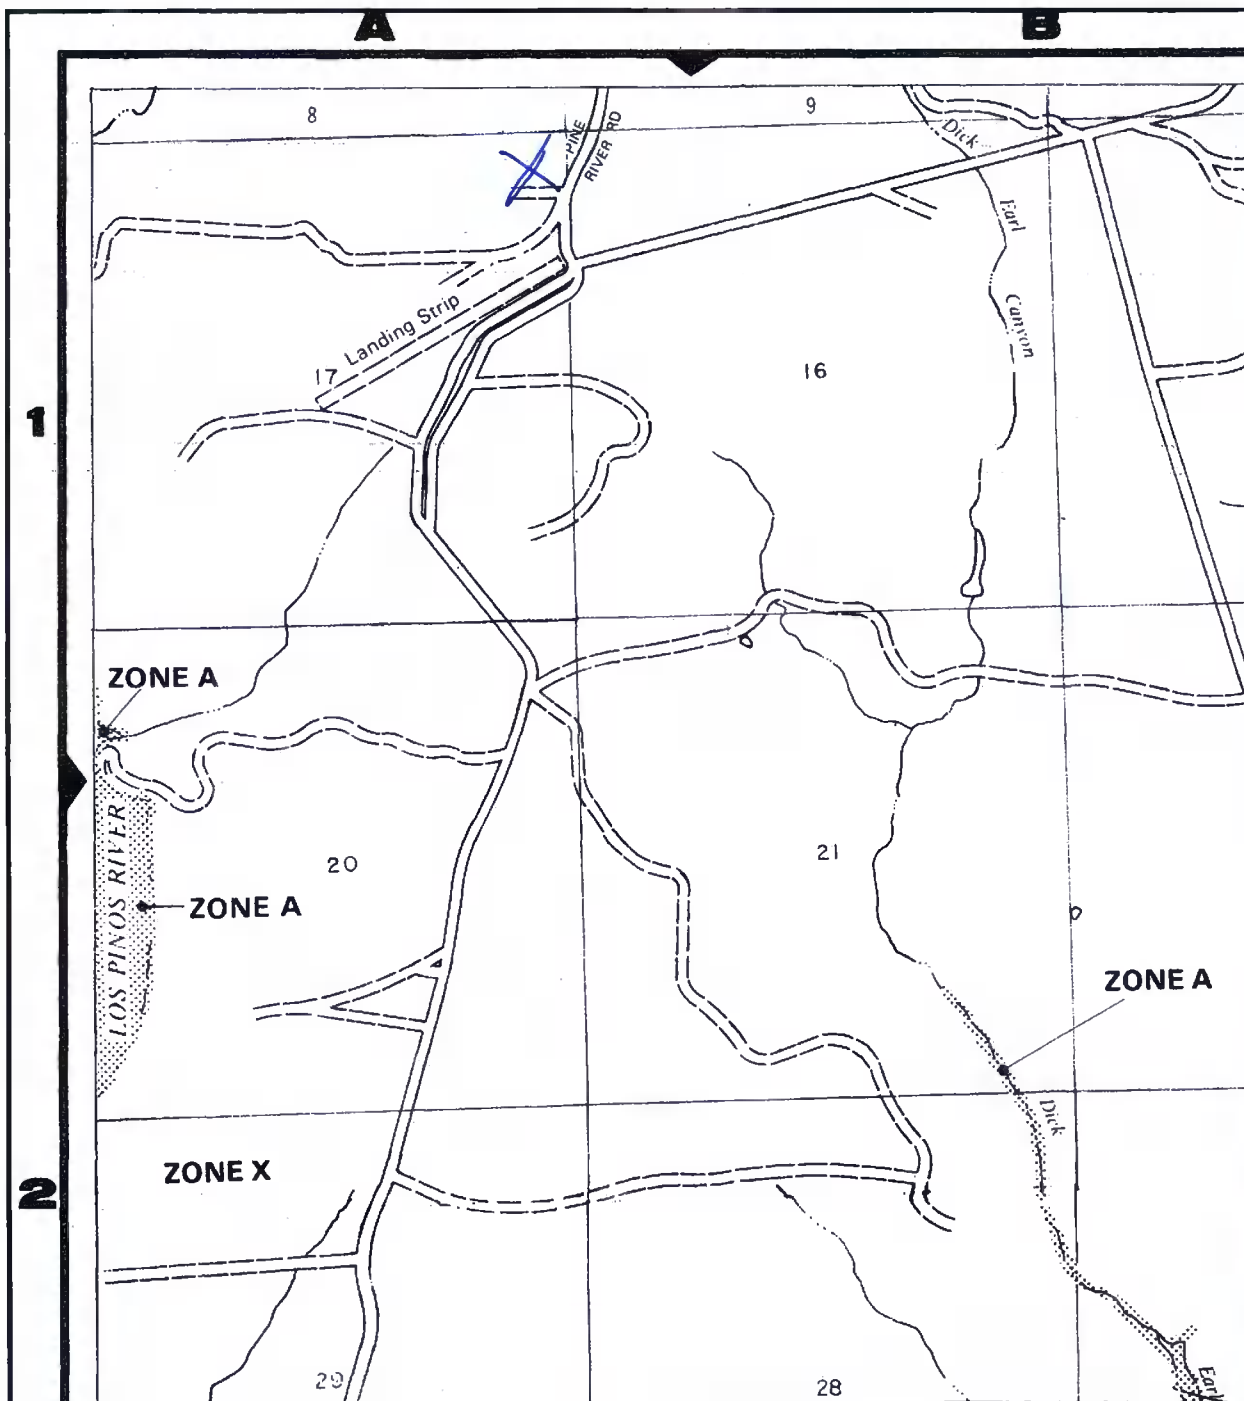 A
B
8
9
PINE
RIVER RD
Dick
Earl
Canyon
Landing Strip
17
16
1
ZONE A
LOS PINOS RIVER
20
21
ZONE A
ZONE A
Dick
ZONE X
2
Earl
29
28